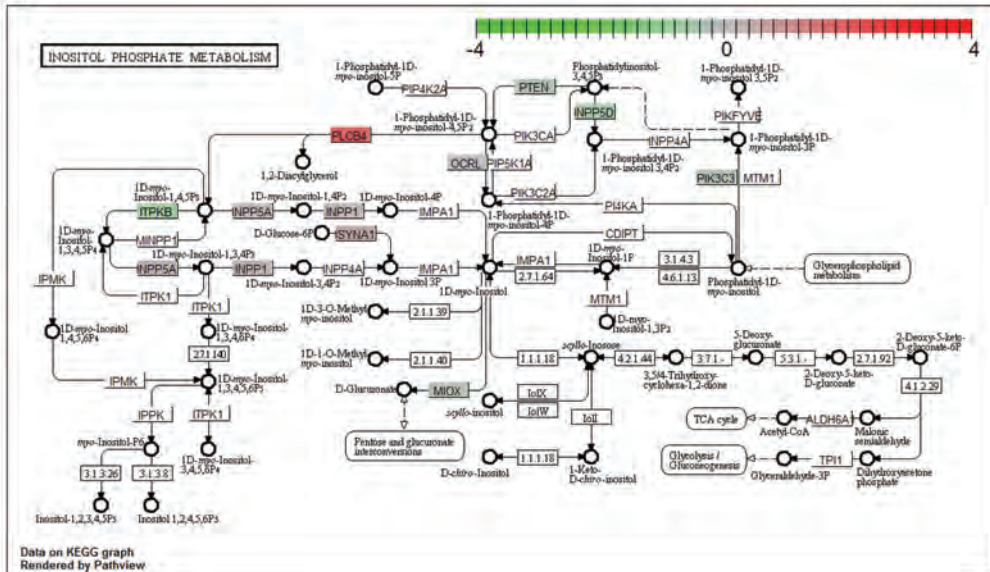 -4
0
4
INOSITOL PHOSPHATE METABOLISM
1-Phosphatidyl-1D-
myo-inositol-5P
PIP4K2A
1-Phosphatidyl-1D-
myo-inositol-4,5P2
PTEN
Phosphatidylinositol-
3,4,5P3
INPP5D
1-Phosphatidyl-1D-
myo-inositol 3,5P2
PIKFYVE
PLCB4
PIK3CA
INPP4A
1-Phosphatidyl-1D-
myo-inositol-3P
1,2-Diacylglycerol
OCRL
PIP5K1A
1-Phosphatidyl-1D-
myo-inositol 3,4P2
PIK3C3
MTM1
PIK3C2A
1D-myo-
Inositol-1,4,5P3
1D-myo-Inositol-1,4P2
1D-myo-Inositol-4P
ITPKB
INPP5A
INPP1
IMPA1
1-Phosphatidyl-1D-
myo-inositol-4P
PI4KA
1D-myo-
Inositol-
1,3,4,5P4
MINPP1
D-Glucose-6P
ISYNA1
CDIPT
1D-myo-Inositol-1,3,4P3
INPP5A
INPP1
INPP4A
IMPA1
IMPA1
2.7.1.64
1D-myo-
Inositol-1P
3.1.4.3
4.6.1.13
Glycerophospholipid
metabolism
IPMK
ITPK1
1D-myo-Inositol-3,4P2
1D-myo-Inositol 3P
1D-myo-Inositol
Phosphatidyl-1D-
myo-inositol
ITPK1
MTM1
1D-3-O-Methyl-
myo-inositol
2.1.1.39
1D-myo-Inositol
1,4,5,6P4
1D-myo-
Inositol-
1,3,4,6P4
1D-myo-
Inositol-1,3P2
2.7.1.140
1D-1-O-Methyl-
myo-inositol
2.1.1.40
1.1.1.18
scyllo-Inosose
4.2.1.44
3,5/4-Trihydroxy-
cyclohexa-1,2-dione
3.7.1.-
5-Deoxy-
glucuronate
5.3.1.-
2-Deoxy-5-keto-
D-gluconate
2.7.1.92
2-Deoxy-5-keto-
D-gluconate-6P
IPMK
1D-myo-Inositol-
1,3,4,5,6P5
D-Glucuronate
MIOX
scyllo-inositol
IolX
IolW
IolI
4.1.2.29
IPPK
ITPK1
Pentose and glucuronate
interconversions
TCA cycle
Acetyl-CoA
ALDH6A1
Malonic
semialdehyde
myo-Inositol-P6
1D-myo-Inositol-
3,4,5,6P4
D-chiro-Inositol
1.1.1.18
1-Keto-
D-chiro-inositol
Glycolysis /
Gluconeogenesis
Glyceraldehyde-3P
TPI1
Dihydroxyacetone
phosphate
3.1.3.26
3.1.3.8
Inositol-1,2,3,4,5P5
Inositol 1,2,4,5,6P5
Data on KEGG graph
Rendered by Pathview